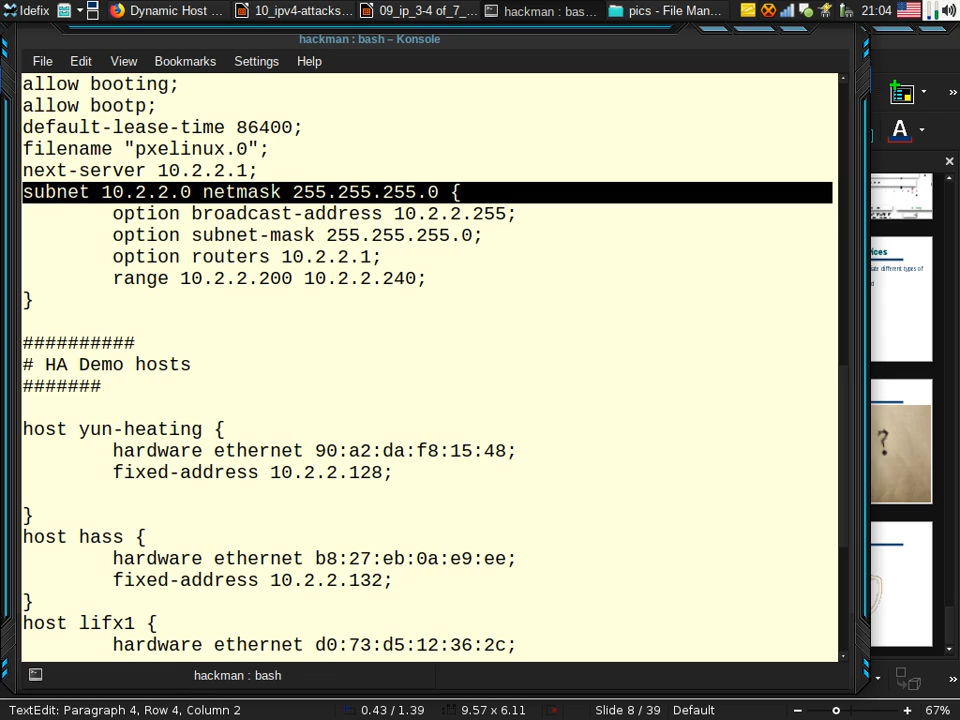 Idefix
Dynamic Host ...
10_ipv4-attacks...
09_ip_3-4 of_7_...
hackman : bas...
pics - File Man...
21:04
hackman : bash – Konsole
File Edit View Bookmarks Settings Help
allow booting;
allow bootp;
default-lease-time 86400;
filename "pxelinux.0";
next-server 10.2.2.1;
subnet 10.2.2.0 netmask 255.255.255.0 {
option broadcast-address 10.2.2.255;
option subnet-mask 255.255.255.0;
option routers 10.2.2.1;
range 10.2.2.200 10.2.2.240;
}
##########
# HA Demo hosts
#######
host yun-heating {
hardware ethernet 90:a2:da:f8:15:48;
fixed-address 10.2.2.128;
}
host hass {
hardware ethernet b8:27:eb:0a:e9:ee;
fixed-address 10.2.2.132;
}
host lifx1 {
hardware ethernet d0:73:d5:12:36:2c;
hackman : bash
A
»
»
?
»
TextEdit: Paragraph 4, Row 4, Column 2
0.43 / 1.39
9.57 x 6.11
Slide 8 / 39
Default
67%